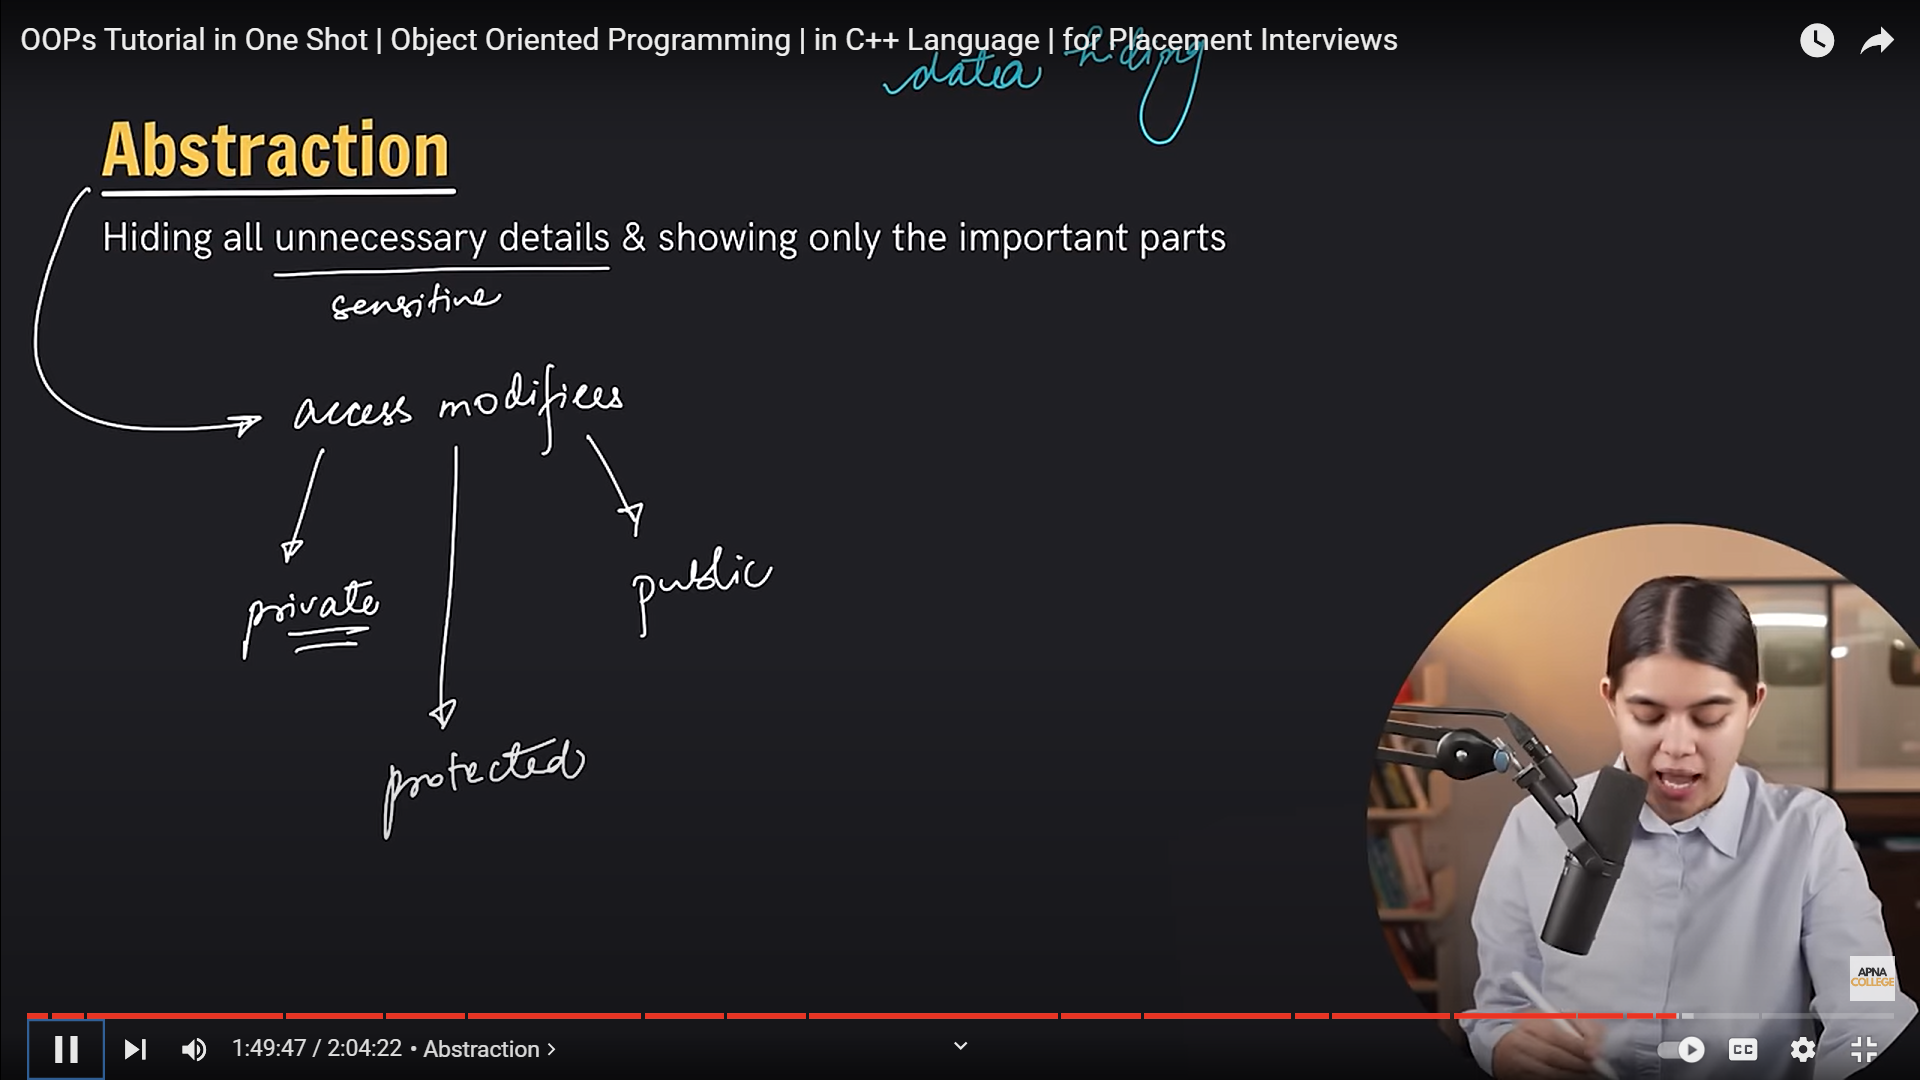 OOPs Tutorial in One Shot | Object Oriented Programming | in C++ Language | for Placement Interviews
data hiding
Abstraction
Hiding all unnecessary details & showing only the important parts
sensitive
access modifiers
private
public
protected
APNA
COLLEGE
1:49:47 / 2:04:22 • Abstraction >
CC